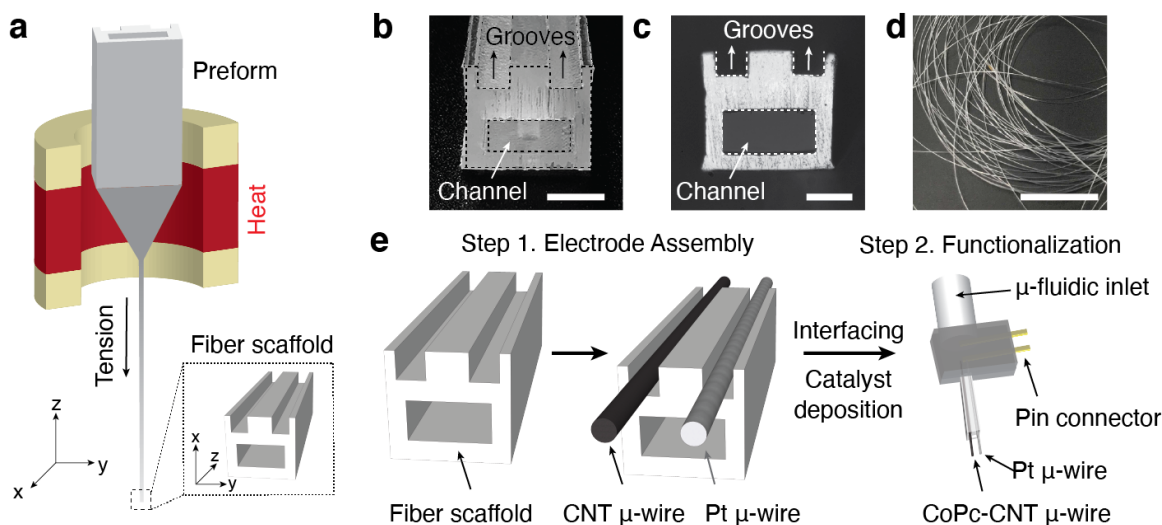 a
Preform
Heat
Tension
Fiber scaffold
z
y
x
x
z
y
b
Grooves
Channel
c
Grooves
Channel
d
e
Step 1. Electrode Assembly
Step 2. Functionalization
Fiber scaffold
CNT μ-wire
Pt μ-wire
Interfacing
Catalyst
deposition
μ-fluidic inlet
Pin connector
Pt μ-wire
CoPc-CNT μ-wire